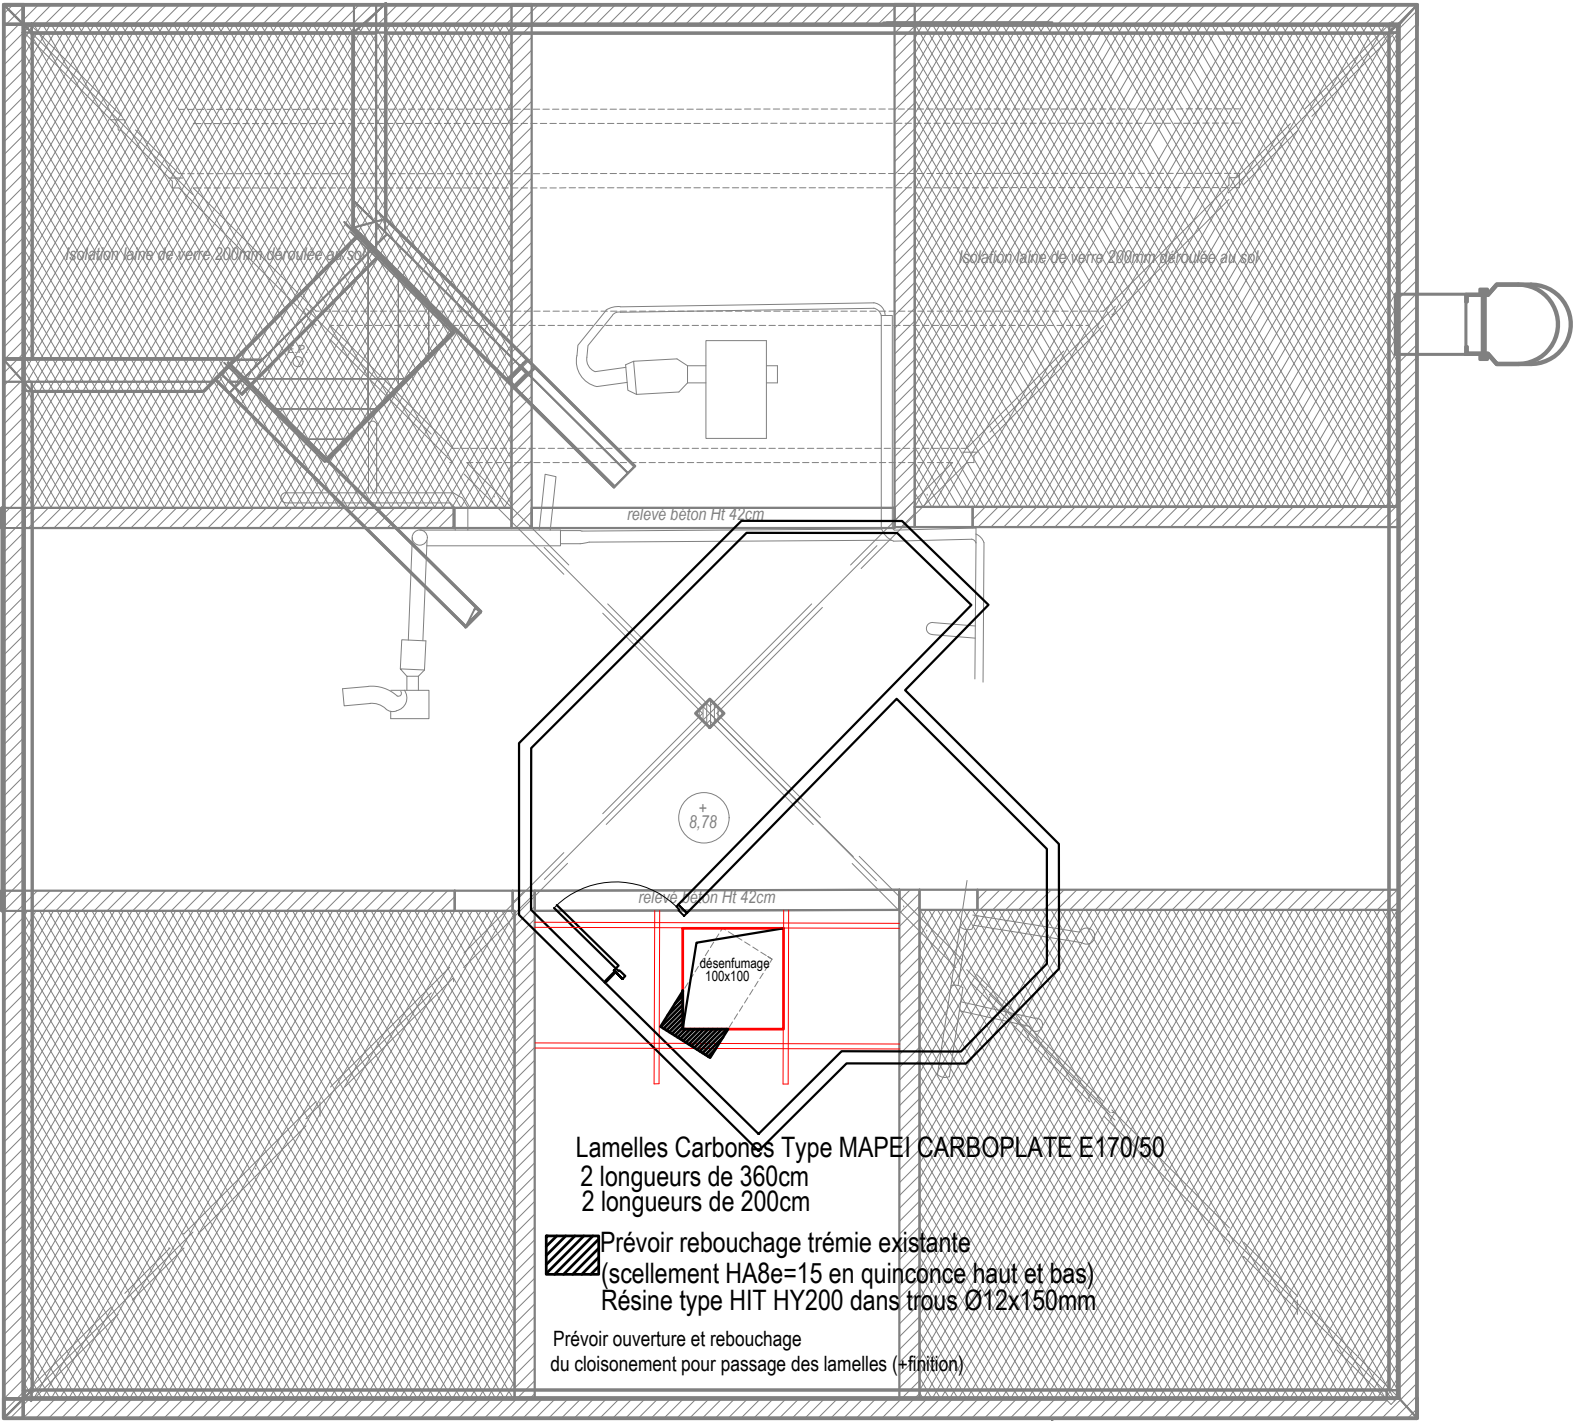 Isolation laine de verre 200mm déroulée au sol
Isolation laine de verre 200mm déroulée au sol
relevé béton Ht 42cm
+
8,78
relevé béton Ht 42cm
désenfumage
100x100
Lamelles Carbones Type MAPEI CARBOPLATE E170/50
2 longueurs de 360cm
2 longueurs de 200cm
Prévoir rebouchage trémie existante
(scellement HA8e=15 en quinconce haut et bas)
Résine type HIT HY200 dans trous Ø12x150mm
Prévoir ouverture et rebouchage
du cloisonement pour passage des lamelles (+finition)